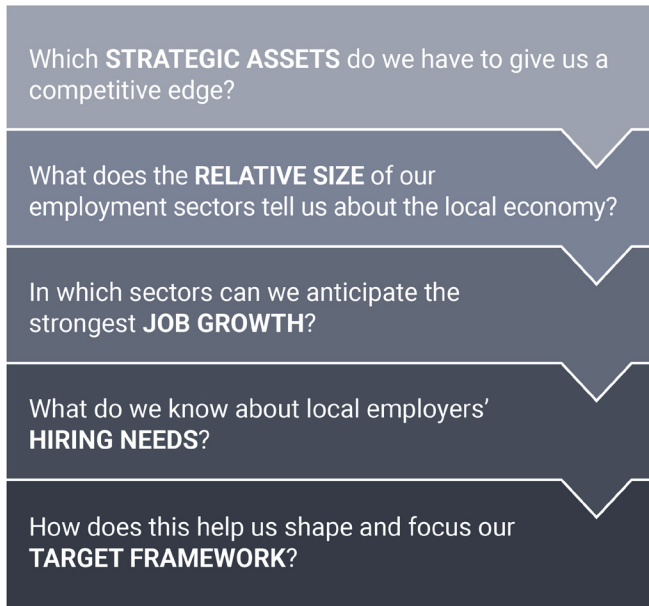 Which STRATEGIC ASSETS do we have to give us a
competitive edge?
What does the RELATIVE SIZE of our
employment sectors tell us about the local economy?
In which sectors can we anticipate the
strongest JOB GROWTH?
What do we know about local employers’
HIRING NEEDS?
How does this help us shape and focus our
TARGET FRAMEWORK?